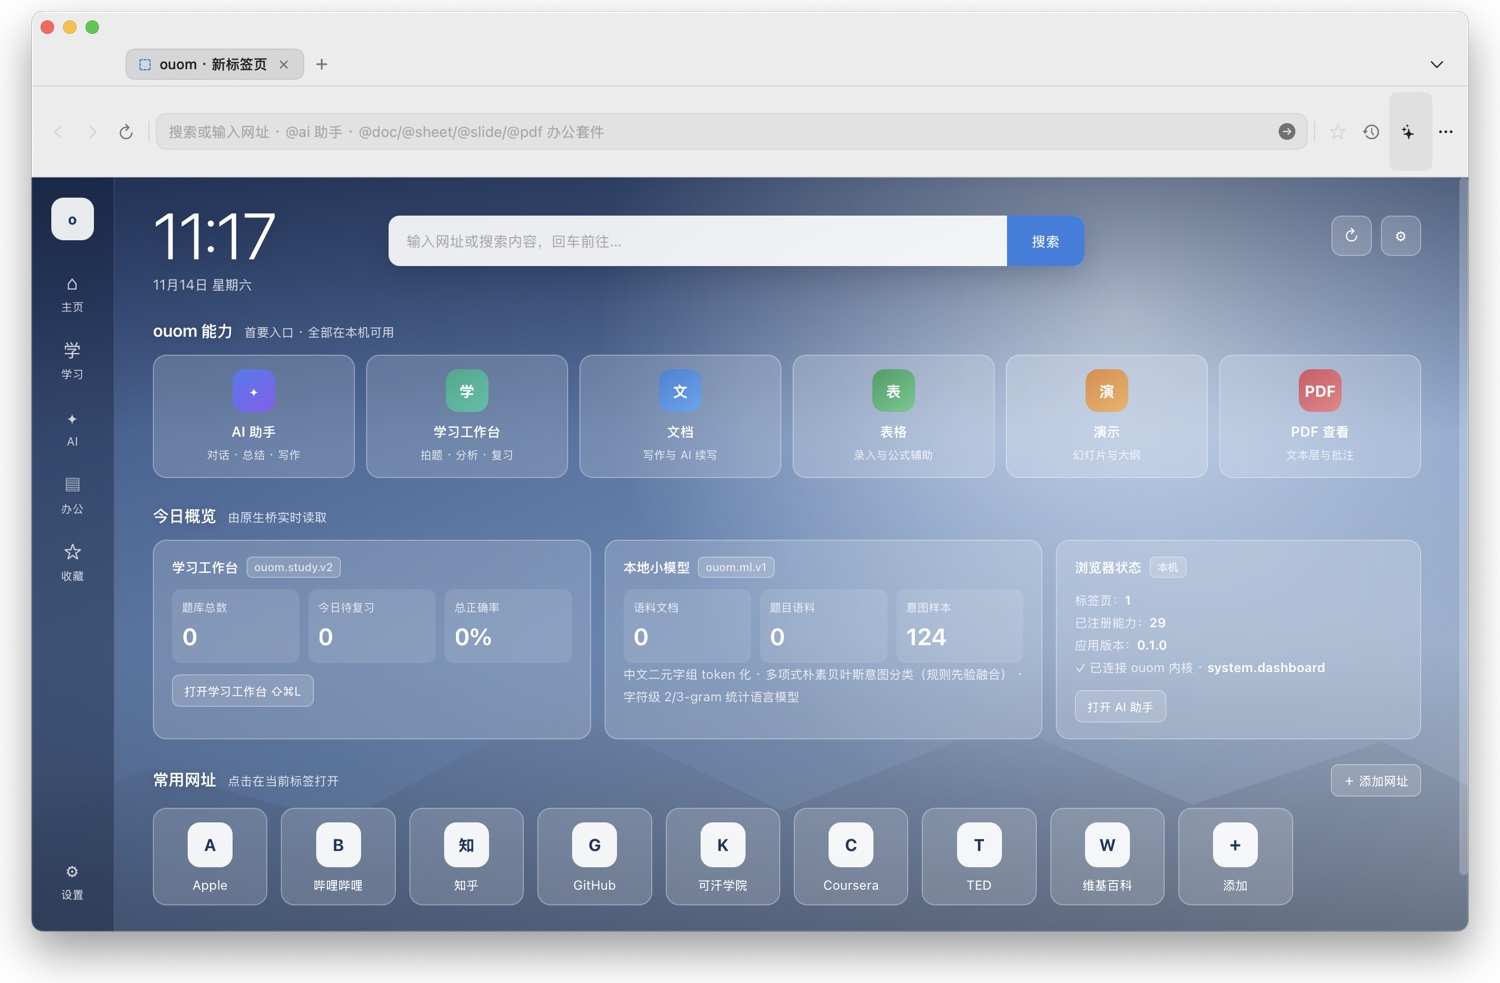 ouom · 新标签页
搜索或输入网址 · @ai 助手 · @doc/@sheet/@slide/@pdf 办公套件
o
主页
学
学习
AI
办公
收藏
设置
11:17
11月14日 星期六
输入网址或搜索内容，回车前往...
搜索
ouom 能力 首要入口 · 全部在本机可用
AI 助手
对话 · 总结 · 写作
学
学习工作台
拍题 · 分析 · 复习
文
文档
写作与 AI 续写
表
表格
录入与公式辅助
演
演示
幻灯片与大纲
PDF
PDF 查看
文本层与批注
今日概览 由原生桥实时读取
学习工作台 ouom.study.v2
题库总数
0
今日待复习
0
总正确率
0%
打开学习工作台 ⇧⌘L
本地小模型 ouom.ml.v1
语料文档
0
题目语料
0
意图样本
124
中文二元字组 token 化 · 多项式朴素贝叶斯意图分类（规则先验融合） ·
字符级 2/3-gram 统计语言模型
浏览器状态 本机
标签页：1
已注册能力：29
应用版本：0.1.0
✓ 已连接 ouom 内核 · system.dashboard
打开 AI 助手
常用网址 点击在当前标签打开
+ 添加网址
A
Apple
B
哔哩哔哩
知
知乎
G
GitHub
K
可汗学院
C
Coursera
T
TED
W
维基百科
+
添加